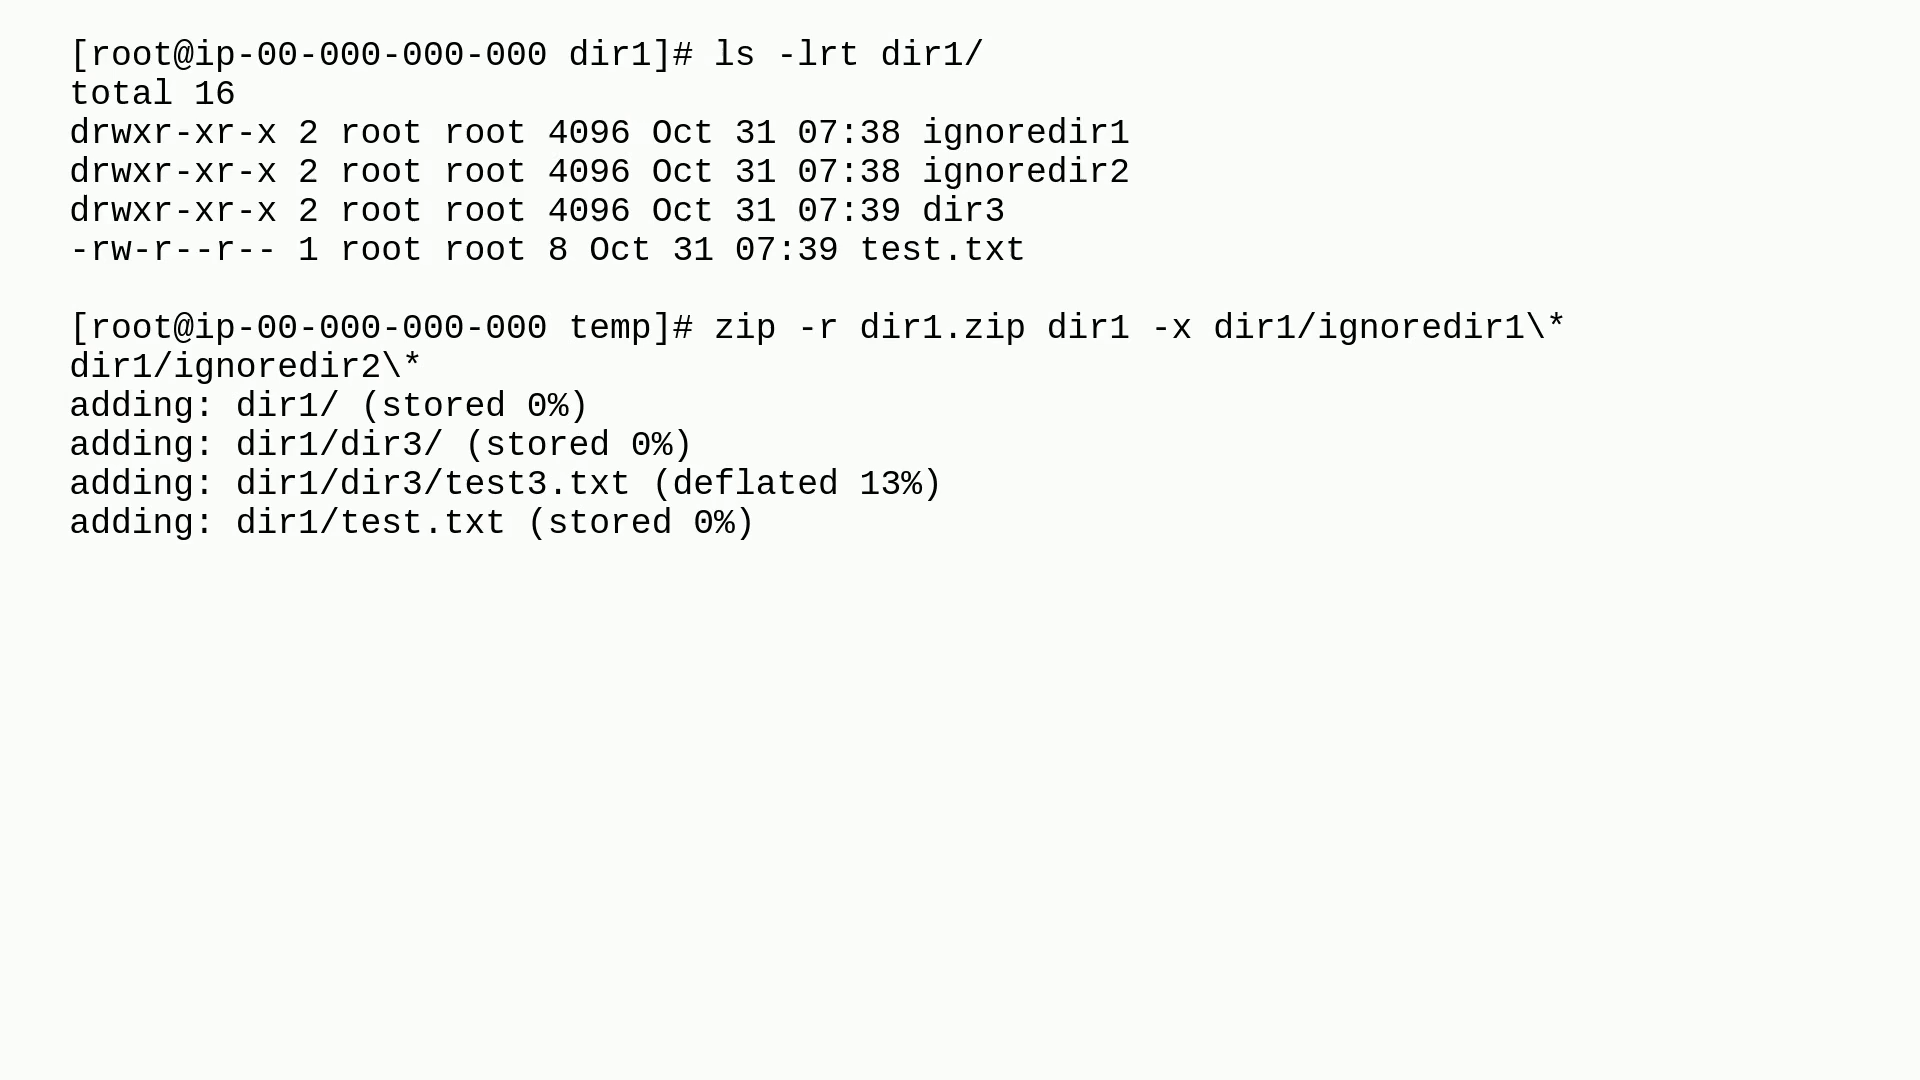 [root@ip-00-000-000-000 dir1]# ls -lrt dir1/
total 16
drwxr-xr-x 2 root root 4096 Oct 31 07:38 ignoredir1
drwxr-xr-x 2 root root 4096 Oct 31 07:38 ignoredir2
drwxr-xr-x 2 root root 4096 Oct 31 07:39 dir3
-rw-r--r-- 1 root root 8 Oct 31 07:39 test.txt
[root@ip-00-000-000-000 temp]# zip -r dir1.zip dir1 -x dir1/ignoredir1\*
dir1/ignoredir2\*
adding: dir1/ (stored 0%)
adding: dir1/dir3/ (stored 0%)
adding: dir1/dir3/test3.txt (deflated 13%)
adding: dir1/test.txt (stored 0%)